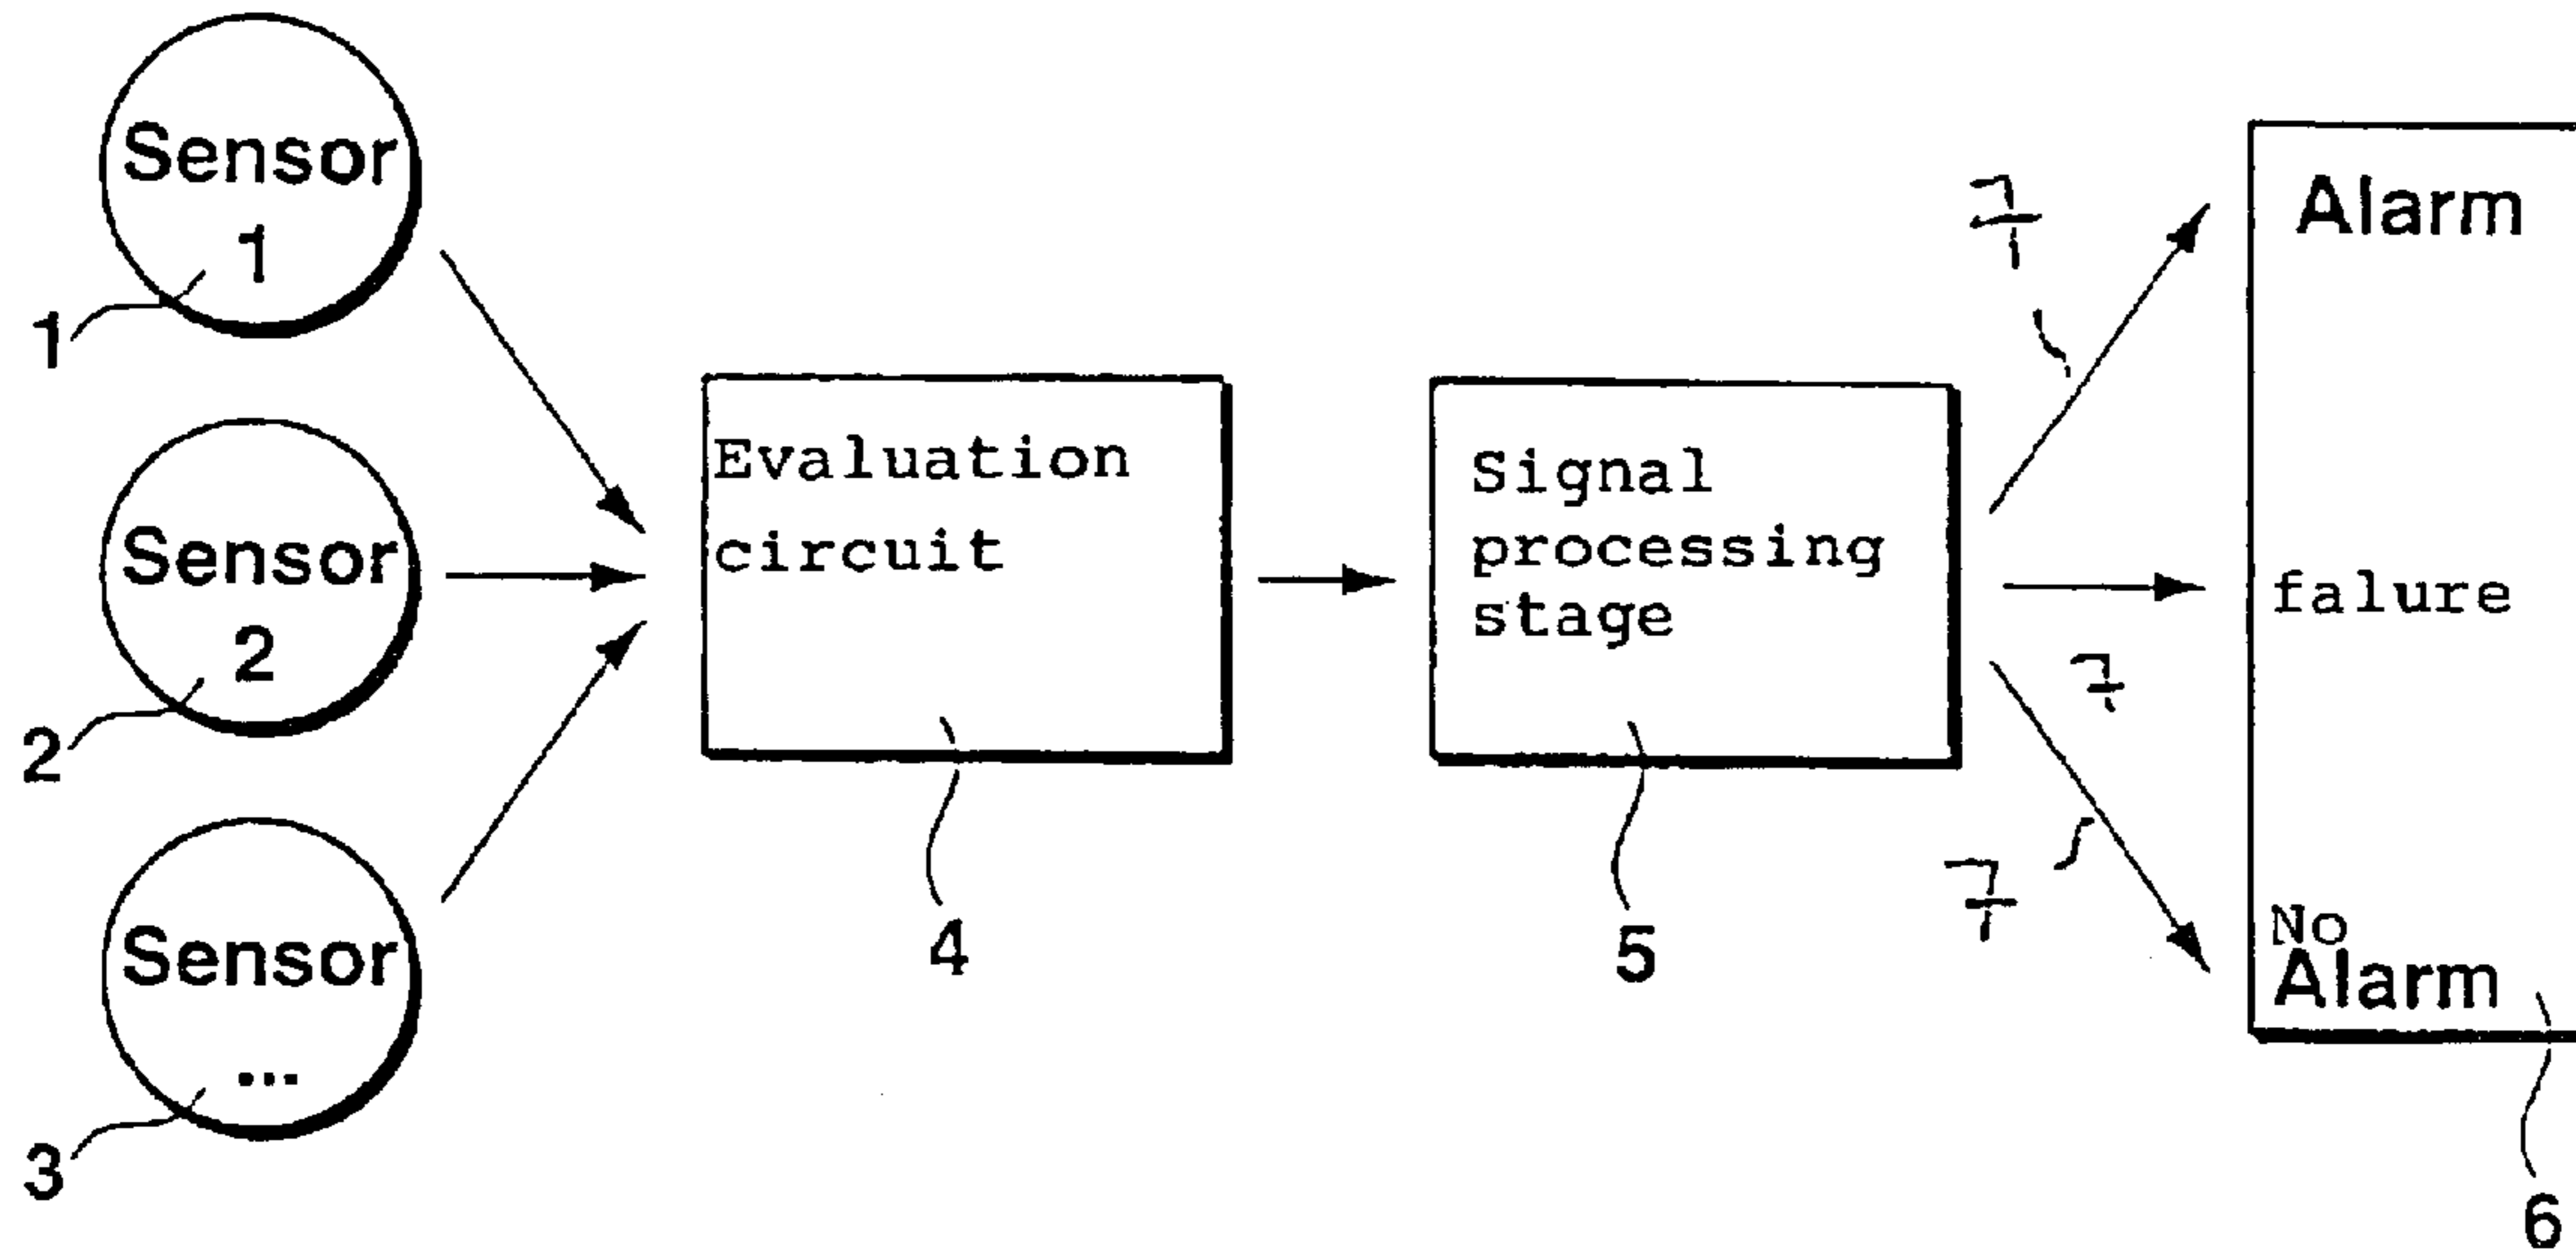 Sensor
1
1
Sensor
2
2
Sensor
...
3
Evaluation
circuit
4
Signal
processing
stage
5
7
7
7
Alarm
falure
No
Alarm
6